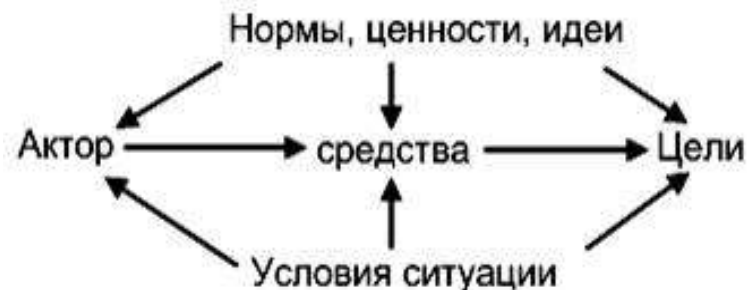 Нормы, ценности, идеи
Актор средства Цели
Условия ситуации